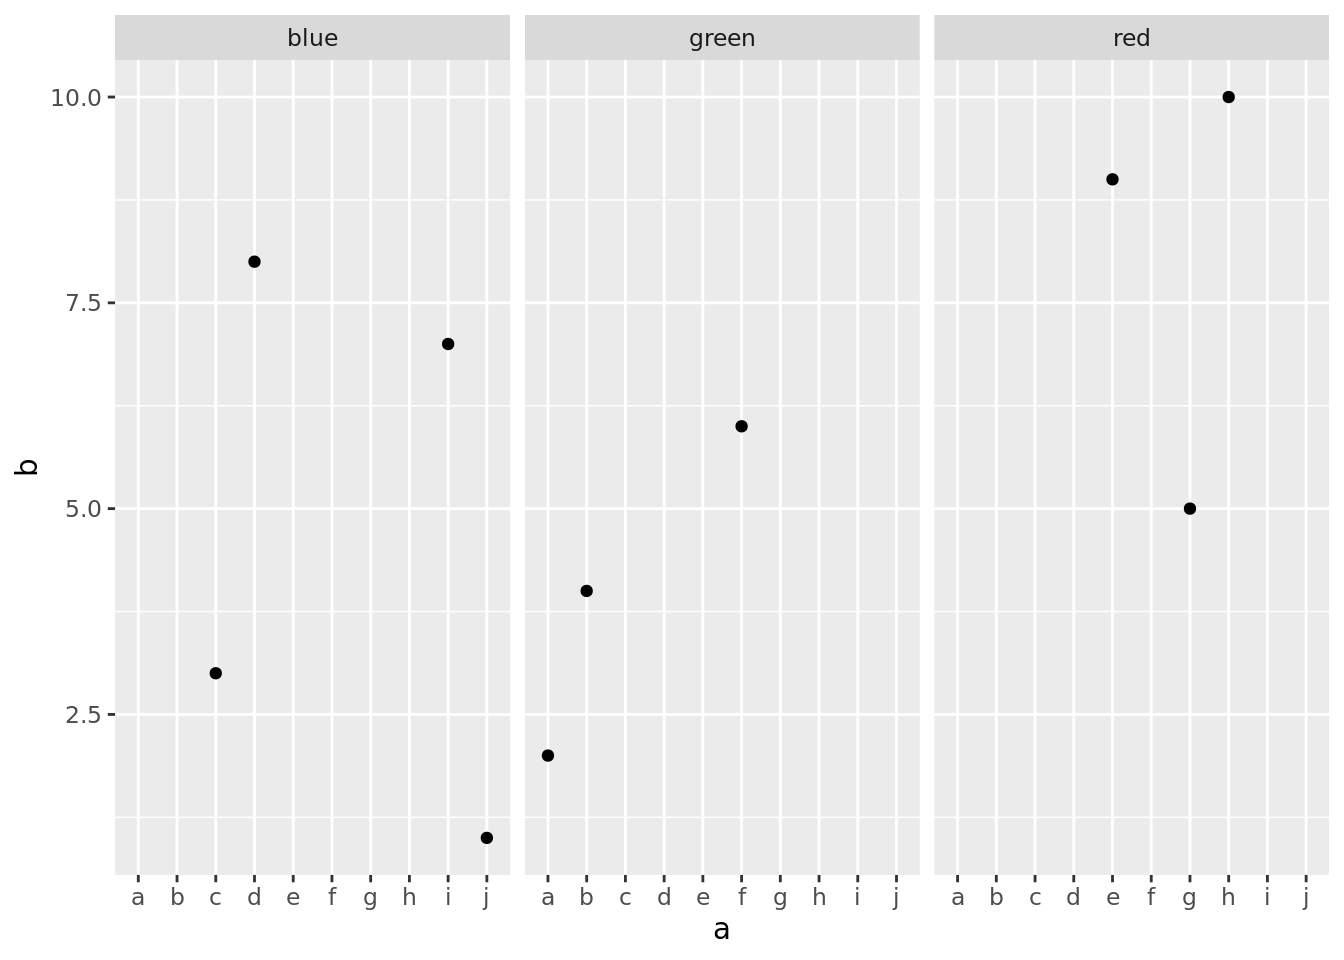 blue green red
10.0
7.5
5.0
2.5
b
a b c d e f g h i j a b c d e f g h i j a b c d e f g h i j
a